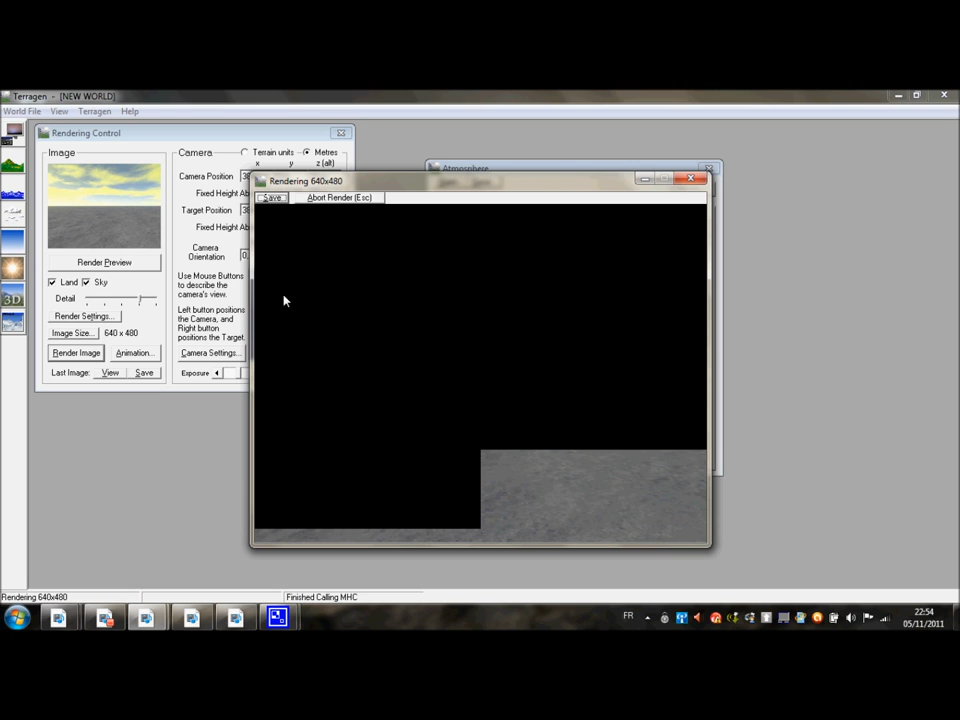 Terragen - [NEW WORLD]
World File View Terragen Help
Rendering Control
Image
Camera
Terrain units
Metres
x y z (alt)
Camera Position
Fixed Height Ab
Target Position
Fixed Height Ab
Camera
Orientation
Render Preview
Land Sky
Detail
Render Settings...
Image Size... 640 x 480
Render Image Animation...
Last Image: View Save
Use Mouse Buttons
to describe the
camera's view.
Left button positions
the Camera, and
Right button
positions the Target.
Camera Settings...
Exposure
Atmosphere
Rendering 640x480
Save... Abort Render (Esc)
Rendering 640x480
Finished Calling MHC
3D
FR
22:54
05/11/2011